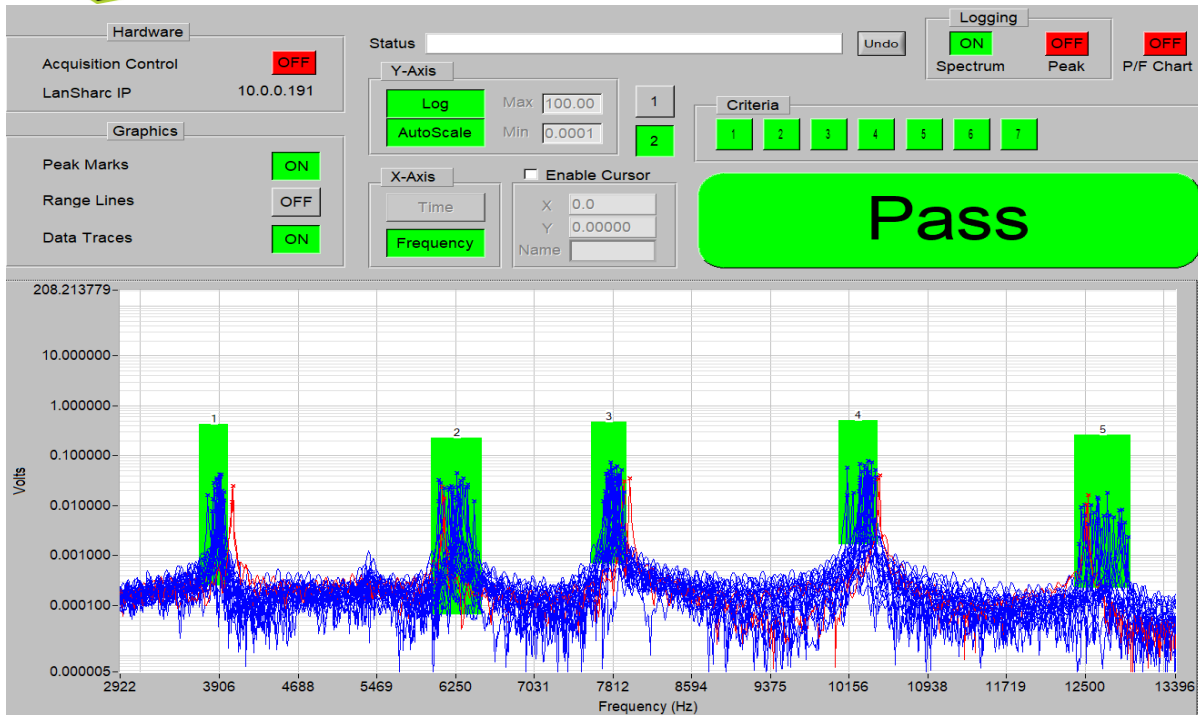 Hardware
Acquisition Control OFF
LanSharc IP 10.0.0.191
Graphics
Peak Marks ON
Range Lines OFF
Data Traces ON
Status Undo
Y-Axis
Log Max 100.00
AutoScale Min 0.0001
1
2
X-Axis
Time
Frequency
Enable Cursor
X 0.0
Y 0.00000
Name
Logging
ON OFF OFF
Spectrum Peak P/F Chart
Criteria
1 2 3 4 5 6 7
Pass
208.213779
10.000000
1.000000
0.100000
0.010000
0.001000
0.000100
0.000005
Volts
1 2 3 4 5
2922 3906 4688 5469 6250 7031 7812 8594 9375 10156 10938 11719 12500 13396
Frequency (Hz)